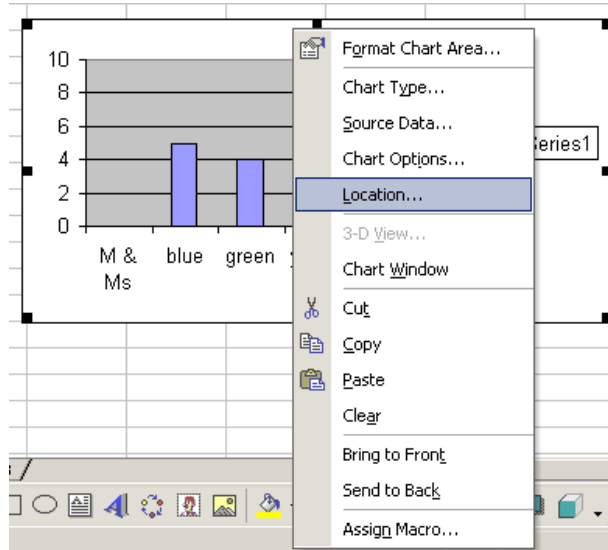 10
8
6
4
2
0
M &
Ms
blue
green
Series1
Format Chart Area...
Chart Type...
Source Data...
Chart Options...
Location...
3-D View...
Chart Window
Cut
Copy
Paste
Clear
Bring to Front
Send to Back
Assign Macro...